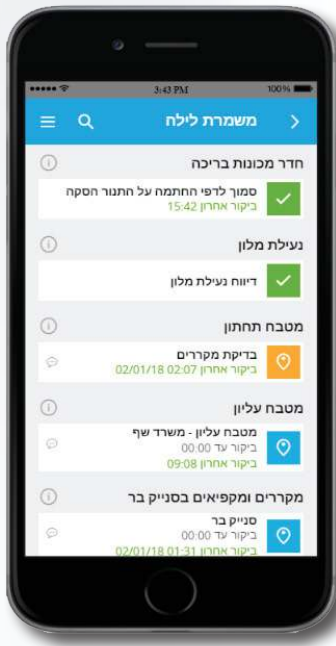 3:43 PM
100%
משמרת לילה
חדר מכונות בריכה
סמוך לדפי החתמה על התנור הסקה
ביקור אחרון 15:42
נעילת מלון
דיווח נעילת מלון
מטבח תחתון
בדיקת מקררים
ביקור אחרון 02:07 02/01/18
מטבח עליון
מטבח עליון - משרד שף
ביקור עד 00:00
ביקור אחרון 09:08
מקררים ומקפיאים בסנייק בר
סנייק בר
ביקור עד 00:00
ביקור אחרון 01:31 02/01/18